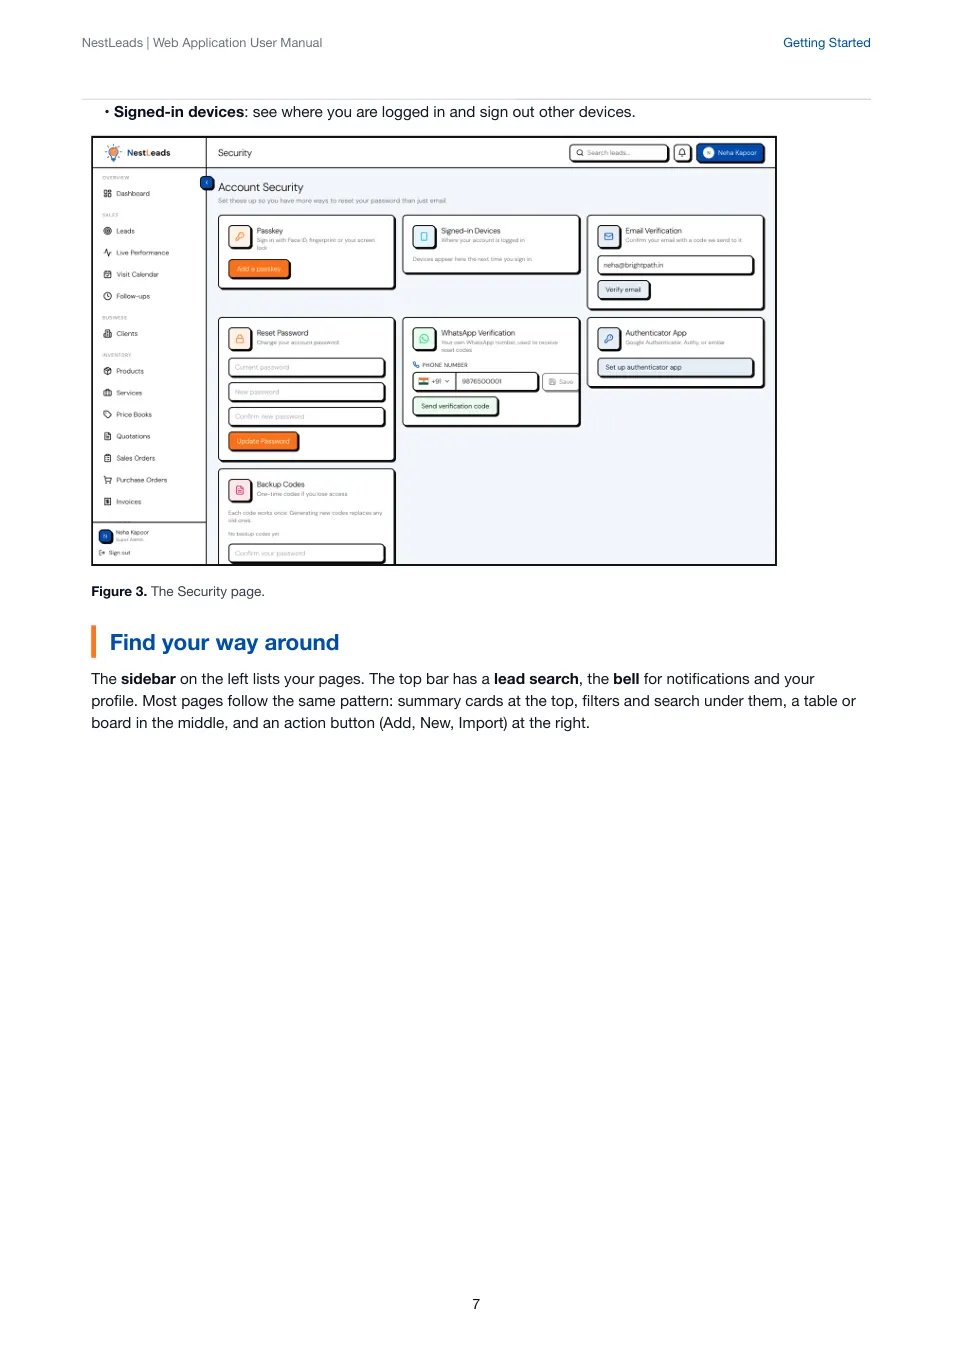 NestLeads | Web Application User Manual
Getting Started
• Signed-in devices: see where you are logged in and sign out other devices.
NestLeads
Security
Search leads...
N
Neha Kapoor
OVERVIEW
Dashboard
SALES
Leads
Live Performance
Visit Calendar
Follow-ups
BUSINESS
Clients
INVENTORY
Products
Services
Price Books
Quotations
Sales Orders
Purchase Orders
Invoices
N
Neha Kapoor
Super Admin
Sign out
Account Security
Set these up so you have more ways to reset your password than just email
Passkey
Sign in with Face ID, fingerprint or your screen
lock
Add a passkey
Signed-in Devices
Where your account is logged in
Devices appear here the next time you sign in.
Email Verification
Confirm your email with a code we send to it
neha@brightpath.in
Verify email
Reset Password
Change your account password
Current password
New password
Confirm new password
Update Password
WhatsApp Verification
Your own WhatsApp number, used to receive
reset codes
PHONE NUMBER
+91
9876500001
Save
Send verification code
Authenticator App
Google Authenticator, Authy, or similar
Set up authenticator app
Backup Codes
One-time codes if you lose access
Each code works once. Generating new codes replaces any
old ones.
No backup codes yet
Confirm your password
Figure 3. The Security page.
Find your way around
The sidebar on the left lists your pages. The top bar has a lead search, the bell for notifications and your
profile. Most pages follow the same pattern: summary cards at the top, filters and search under them, a table or
board in the middle, and an action button (Add, New, Import) at the right.
7